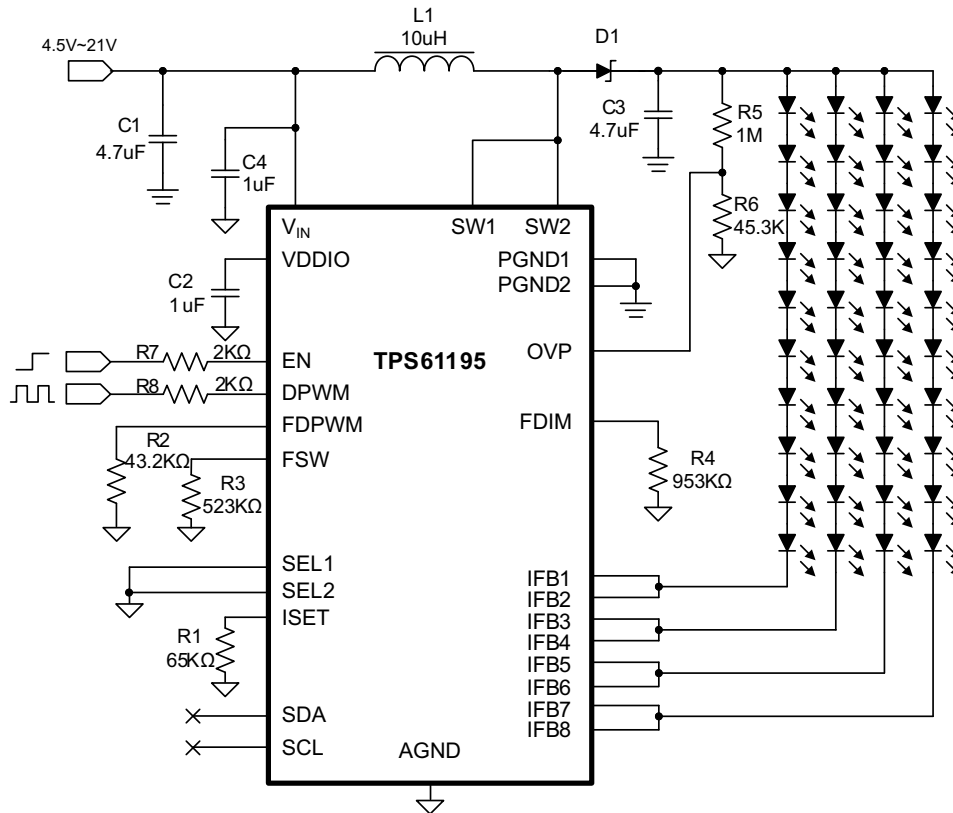 L1
10uH
4.5V~21V
D1
C1
4.7uF
C4
1uF
C3
4.7uF
R5
1M
R6
45.3K
VIN
SW1
SW2
VDDIO
PGND1
PGND2
C2
1uF
TPS61195
OVP
R7
2KΩ
EN
R8
2KΩ
DPWM
FDPWM
FDIM
R2
43.2KΩ
FSW
R3
523KΩ
R4
953KΩ
SEL1
SEL2
ISET
R1
65KΩ
IFB1
IFB2
IFB3
IFB4
IFB5
IFB6
IFB7
IFB8
SDA
SCL
AGND